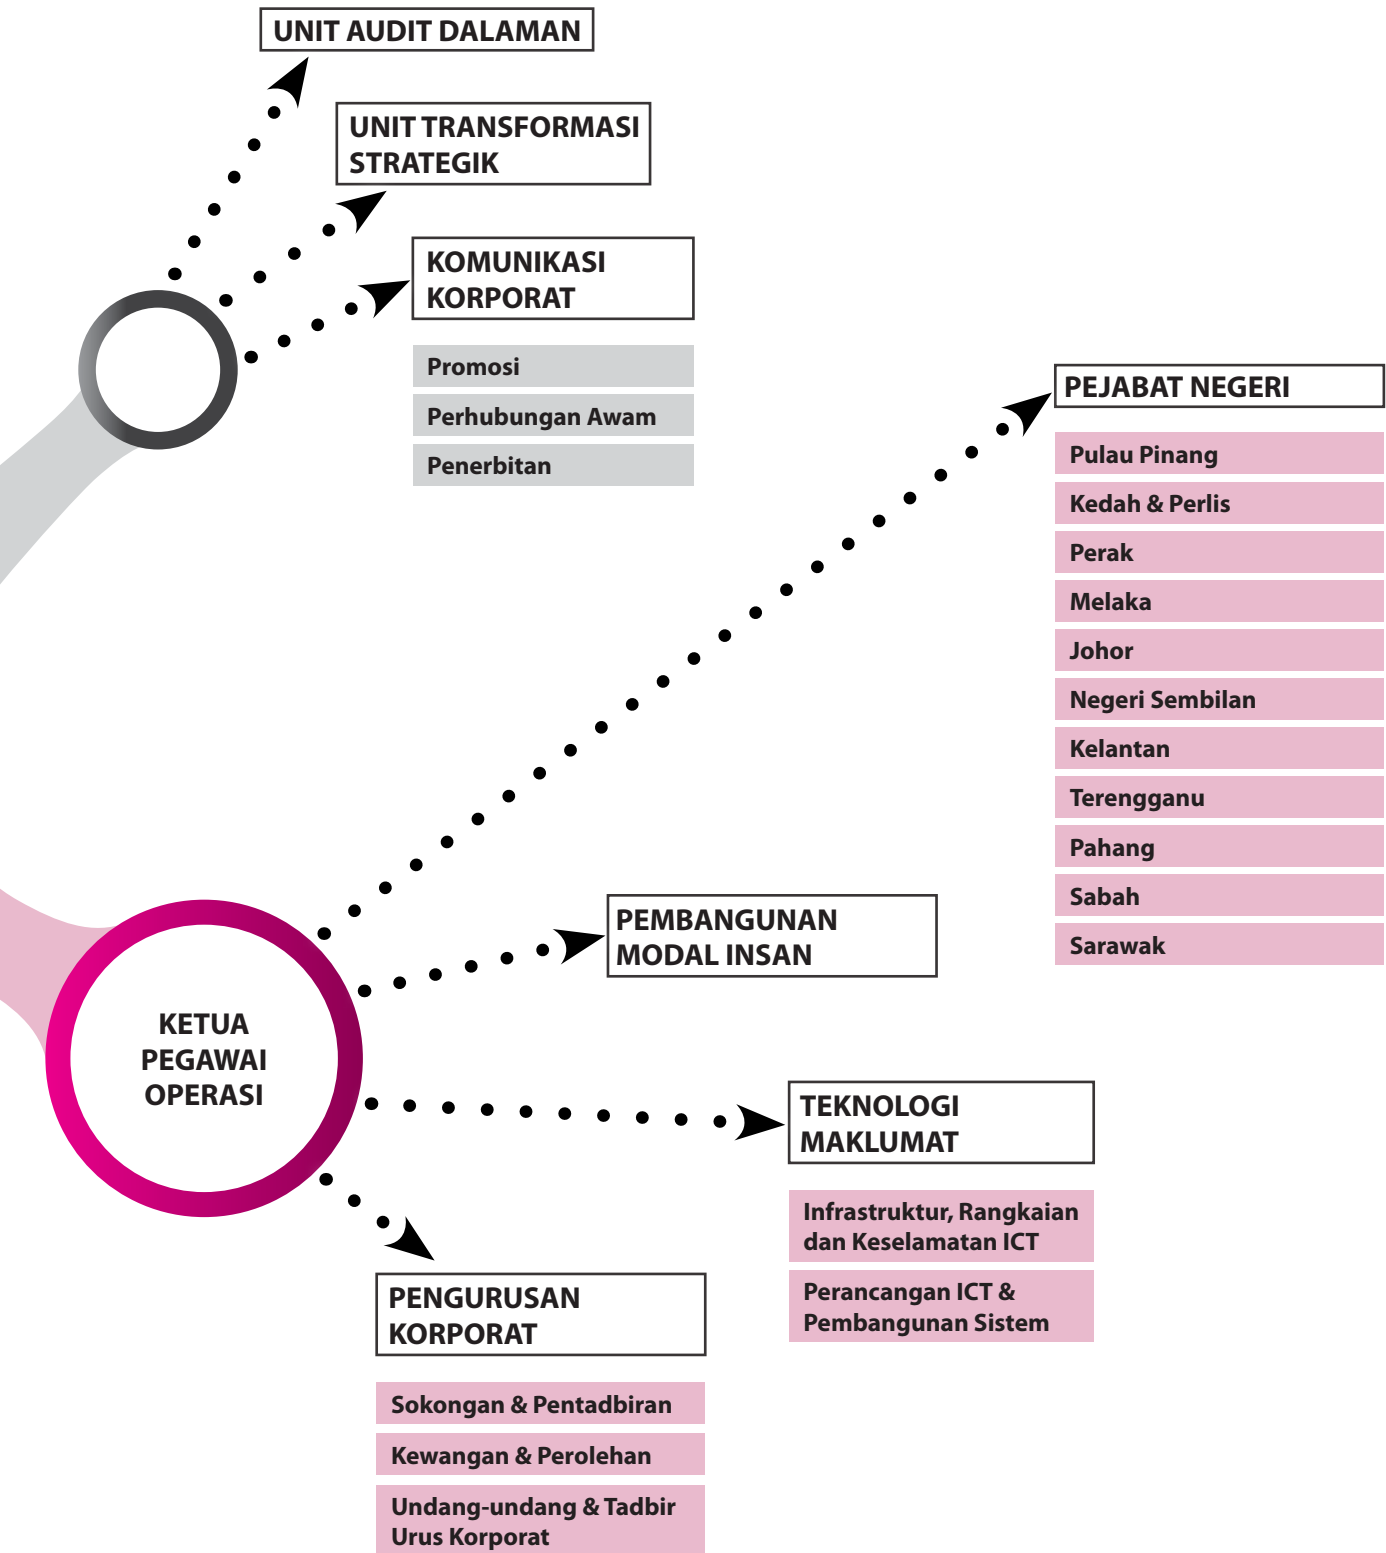 UNIT AUDIT DALAMAN
UNIT TRANSFORMASI
STRATEGIK
KOMUNIKASI
KORPORAT
Promosi
Perhubungan Awam
Penerbitan
PEJABAT NEGERI
Pulau Pinang
Kedah & Perlis
Perak
Melaka
Johor
Negeri Sembilan
Kelantan
Terengganu
Pahang
Sabah
Sarawak
PEMBANGUNAN
MODAL INSAN
KETUA
PEGAWAI
OPERASI
TEKNOLOGI
MAKLUMAT
Infrastruktur, Rangkaian
dan Keselamatan ICT
Perancangan ICT &
Pembangunan Sistem
PENGURUSAN
KORPORAT
Sokongan & Pentadbiran
Kewangan & Perolehan
Undang-undang & Tadbir
Urus Korporat